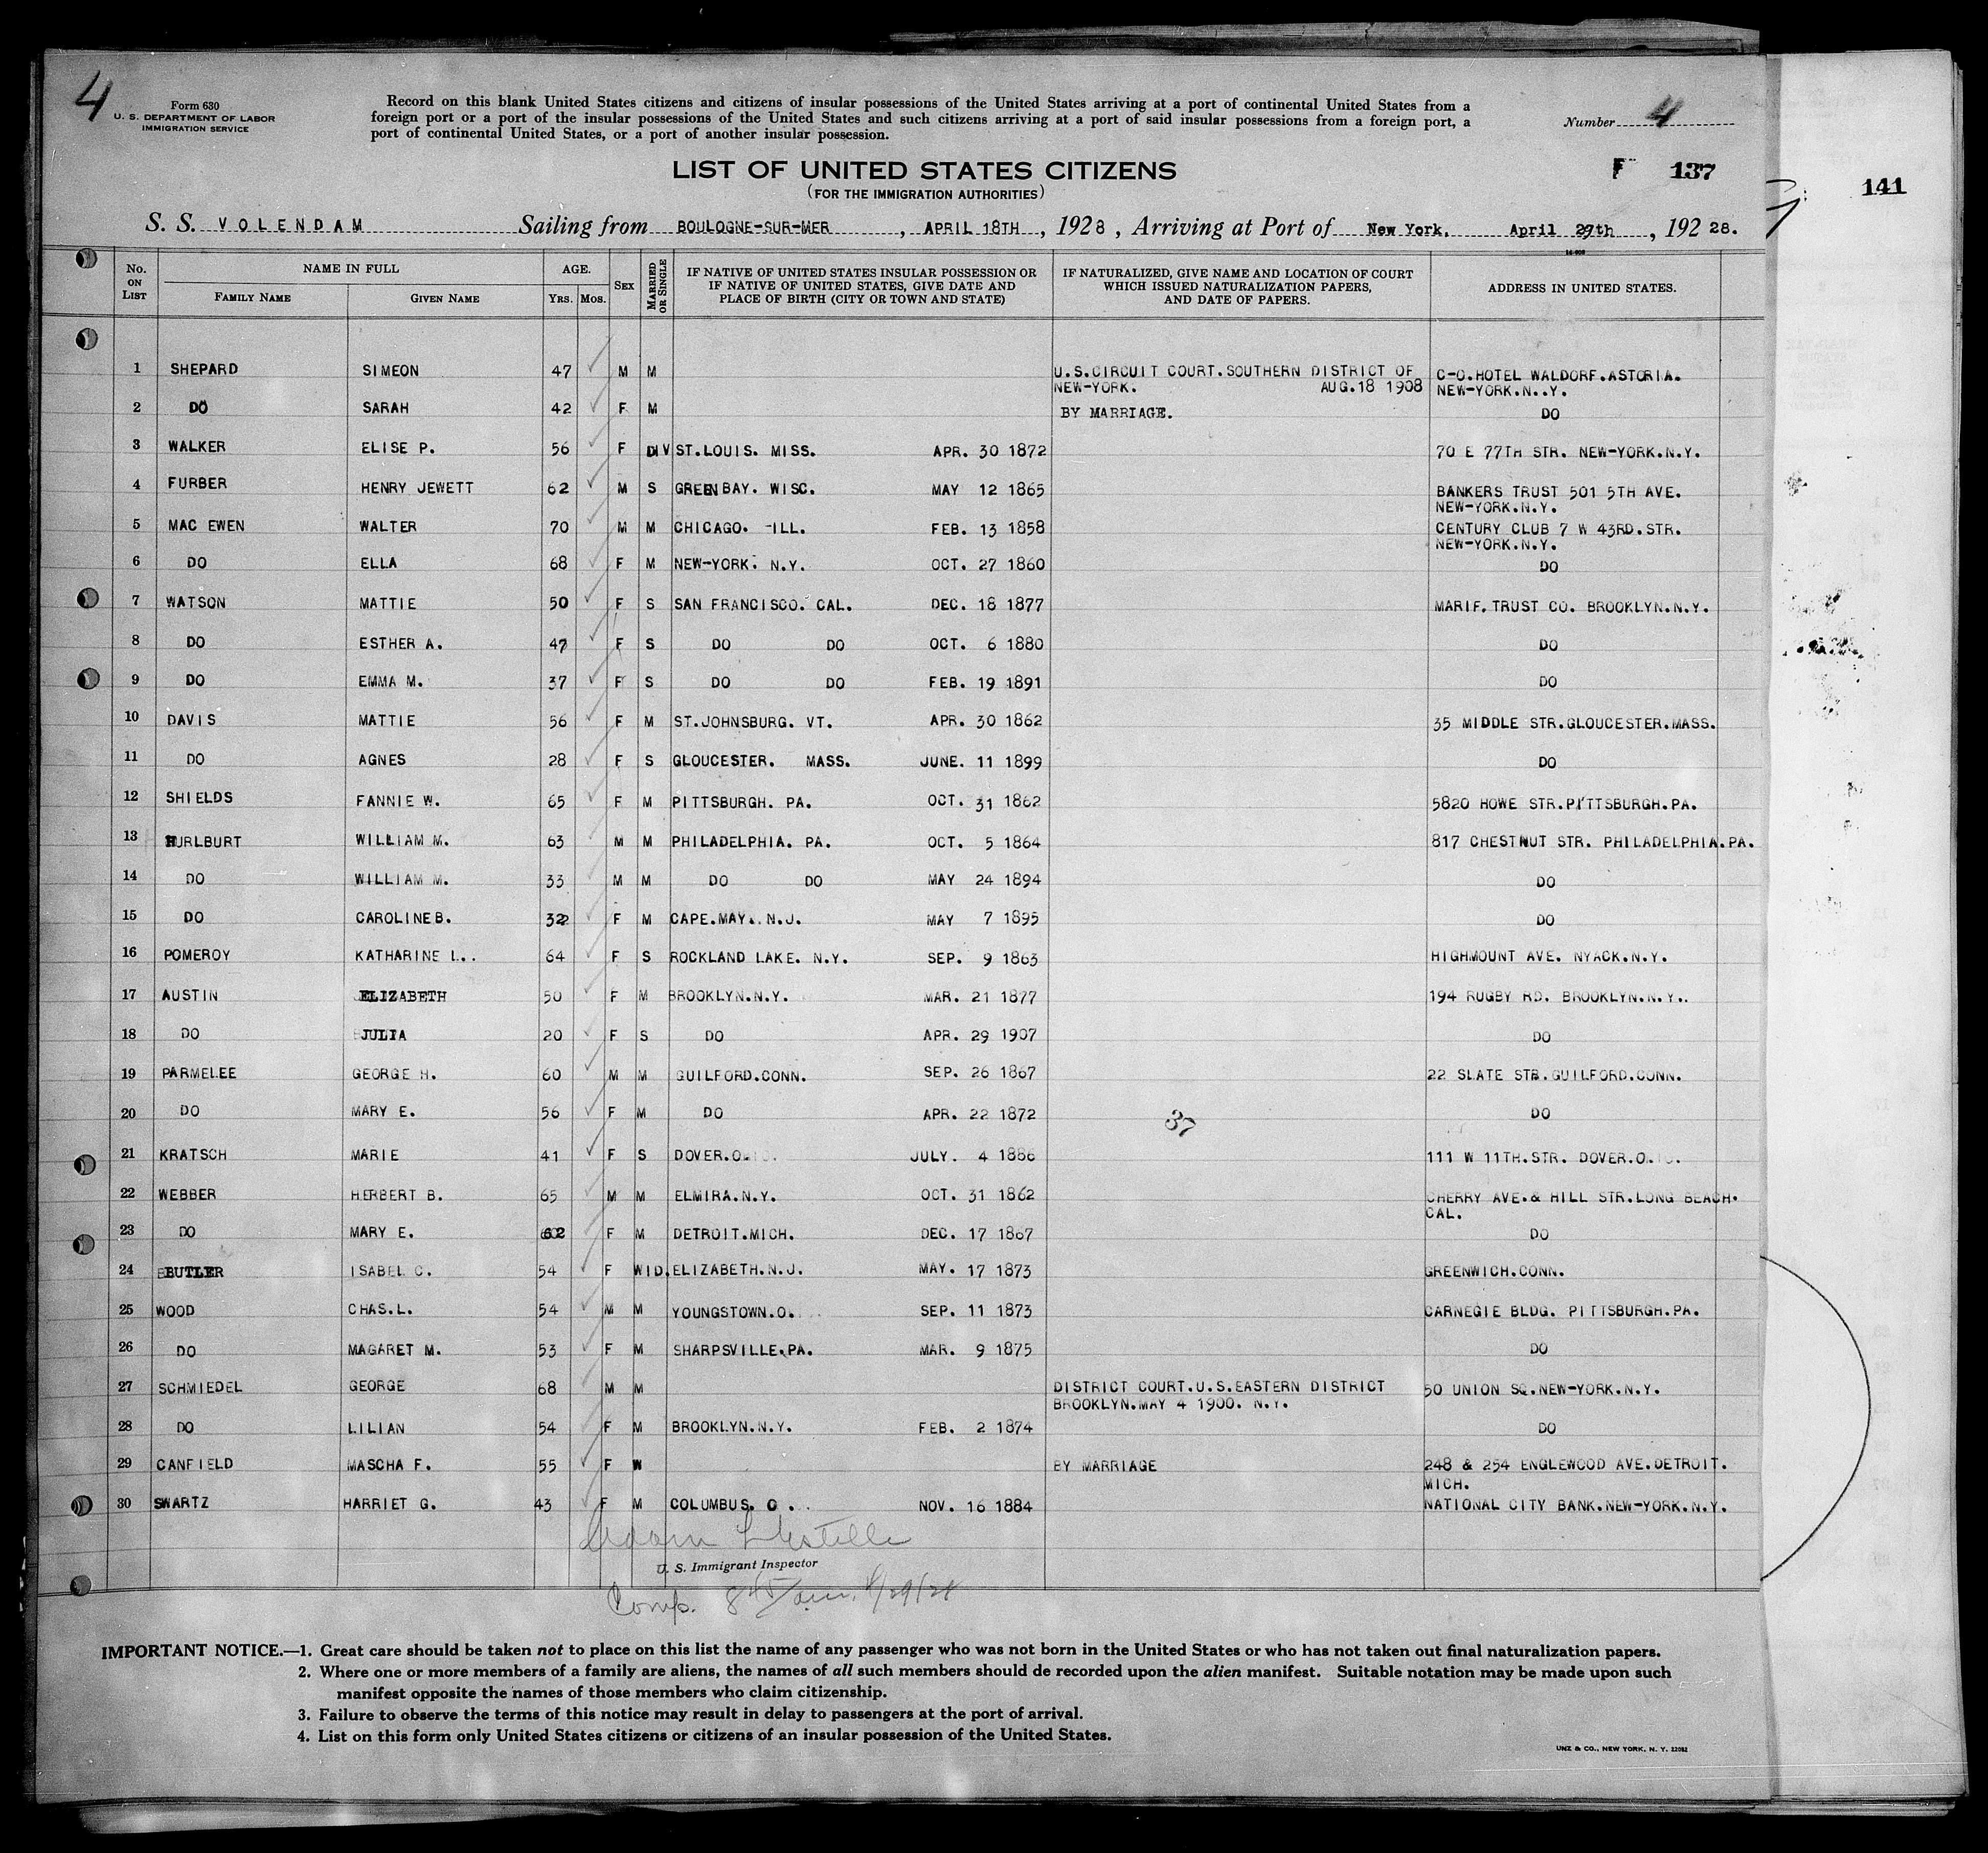 4
Form 630
U. S. DEPARTMENT OF LABOR
IMMIGRATION SERVICE
Record on this blank United States citizens and citizens of insular possessions of the United States arriving at a port of continental United States from a
foreign port or a port of the insular possessions of the United States and such citizens arriving at a port of said insular possessions from a foreign port, a
port of continental United States, or a port of another insular possession.
Number 4
LIST OF UNITED STATES CITIZENS
(FOR THE IMMIGRATION AUTHORITIES)
F 137
141
S. S. VOLENDAM Sailing from BOULOGNE-SUR-MER, APRIL 18TH, 1928, Arriving at Port of New York, April 29th, 192 28.
No. ON LIST NAME IN FULL FAMILY NAME GIVEN NAME AGE. YRS. MOS. SEX MARRIED OR SINGLE IF NATIVE OF UNITED STATES INSULAR POSSESSION OR IF NATIVE OF UNITED STATES, GIVE DATE AND PLACE OF BIRTH (CITY OR TOWN AND STATE) IF NATURALIZED, GIVE NAME AND LOCATION OF COURT WHICH ISSUED NATURALIZATION PAPERS, AND DATE OF PAPERS. ADDRESS IN UNITED STATES.
1 SHEPARD SIMEON 47 M M U.S.CIRCUIT COURT.SOUTHERN DISTRICT OF NEW-YORK. AUG.18 1908 C-O.HOTEL WALDORF.ASTORIA. NEW-YORK.N..Y.
2 DO SARAH 42 F M BY MARRIAGE. DO
3 WALKER ELISE P. 56 F DIV ST.LOUIS. MISS. APR. 30 1872 70 E 77TH STR. NEW-YORK.N.Y.
4 FURBER HENRY JEWETT 62 M S GREEN BAY. WISC. MAY 12 1865 BANKERS TRUST 501 5TH AVE. NEW-YORK.N.Y.
5 MAC EWEN WALTER 70 M M CHICAGO. -ILL. FEB. 13 1858 CENTURY CLUB 7 W 43RD.STR. NEW-YORK.N.Y.
6 DO ELLA 68 F M NEW-YORK. N.Y. OCT. 27 1860 DO
7 WATSON MATTIE 50 F S SAN FRANCISCO. CAL. DEC. 18 1877 MARIF.TRUST CO. BROOKLYN.N.Y.
8 DO ESTHER A. 47 F S DO DO OCT. 6 1880 DO
9 DO EMMA M. 37 F S DO DO FEB. 19 1891 DO
10 DAVIS MATTIE 56 F M ST.JOHNSBURG. VT. APR. 30 1862 35 MIDDLE STR.GLOUCESTER.MASS.
11 DO AGNES 28 F S GLOUCESTER. MASS. JUNE. 11 1899 DO
12 SHIELDS FANNIE W. 65 F M PITTSBURGH. PA. OCT. 31 1862 5820 HOWE STR.PITTSBURGH.PA.
13 HURLBURT WILLIAM M. 63 M M PHILADELPHIA. PA. OCT. 5 1864 817 CHESTNUT STR. PHILADELPHIA.PA.
14 DO WILLIAM M. 33 M M DO DO MAY 24 1894 DO
15 DO CAROLINE B. 32 F M CAPE.MAY..N.J. MAY 7 1895 DO
16 POMEROY KATHARINE L.. 64 F S ROCKLAND LAKE. N.Y. SEP. 9 1863 HIGHMOUNT AVE. NYACK.N.Y.
17 AUSTIN ELIZABETH 50 F M BROOKLYN.N.Y. MAR. 21 1877 194 RUGBY RD. BROOKLYN.N.Y..
18 DO JULIA 20 F S DO APR. 29 1907 DO
19 PARMELEE GEORGE H. 60 M M GUILFORD.CONN. SEP. 26 1867 22 SLATE STR.GUILFORD.CONN.
20 DO MARY E. 56 F M DO APR. 22 1872 DO
37
21 KRATSCH MARIE 41 F S DOVER.O. JULY. 4 1886 111 W 11TH.STR. DOVER.O.
22 WEBBER HERBERT B. 65 M M ELMIRA.N.Y. OCT. 31 1862 CHERRY AVE.& HILL STR.LONG BEACH. CAL.
23 DO MARY E. 62 F M DETROIT.MICH. DEC. 17 1867 DO
24 BUTLER ISABEL C. 54 F WID. ELIZABETH.N.J. MAY. 17 1873 GREENWICH.CONN.
25 WOOD CHAS.L. 54 M M YOUNGSTOWN.O. SEP. 11 1873 CARNEGIE BLDG. PITTSBURGH.PA.
26 DO MAGARET M. 53 F M SHARPSVILLE.PA. MAR. 9 1875 DO
27 SCHMIEDEL GEORGE 68 M M DISTRICT COURT.U.S.EASTERN DISTRICT BROOKLYN.MAY 4 1900. N.Y. 50 UNION SQ.NEW-YORK.N.Y.
28 DO LILIAN 54 F M BROOKLYN.N.Y. FEB. 2 1874 DO
29 CANFIELD MASCHA F. 55 F W BY MARRIAGE 248 & 254 ENGLEWOOD AVE.DETROIT. MICH.
30 SWARTZ HARRIET G. 43 F M COLUMBUS. O. NOV. 16 1884 NATIONAL CITY BANK.NEW-YORK.N.Y.
U. S. Immigrant Inspector
Comp. 8 45/am. 4/29/28
IMPORTANT NOTICE.—1. Great care should be taken not to place on this list the name of any passenger who was not born in the United States or who has not taken out final naturalization papers.
2. Where one or more members of a family are aliens, the names of all such members should de recorded upon the alien manifest. Suitable notation may be made upon such
manifest opposite the names of those members who claim citizenship.
3. Failure to observe the terms of this notice may result in delay to passengers at the port of arrival.
4. List on this form only United States citizens or citizens of an insular possession of the United States.
UNZ & CO., NEW YORK, N. Y. 22082